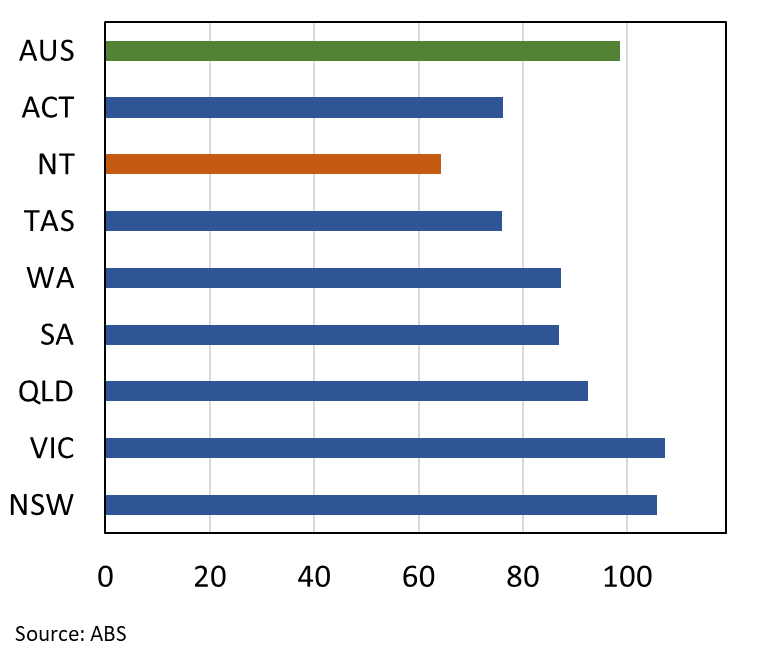 AUS
ACT
NT
TAS
WA
SA
QLD
VIC
NSW
0 20 40 60 80 100
Source: ABS